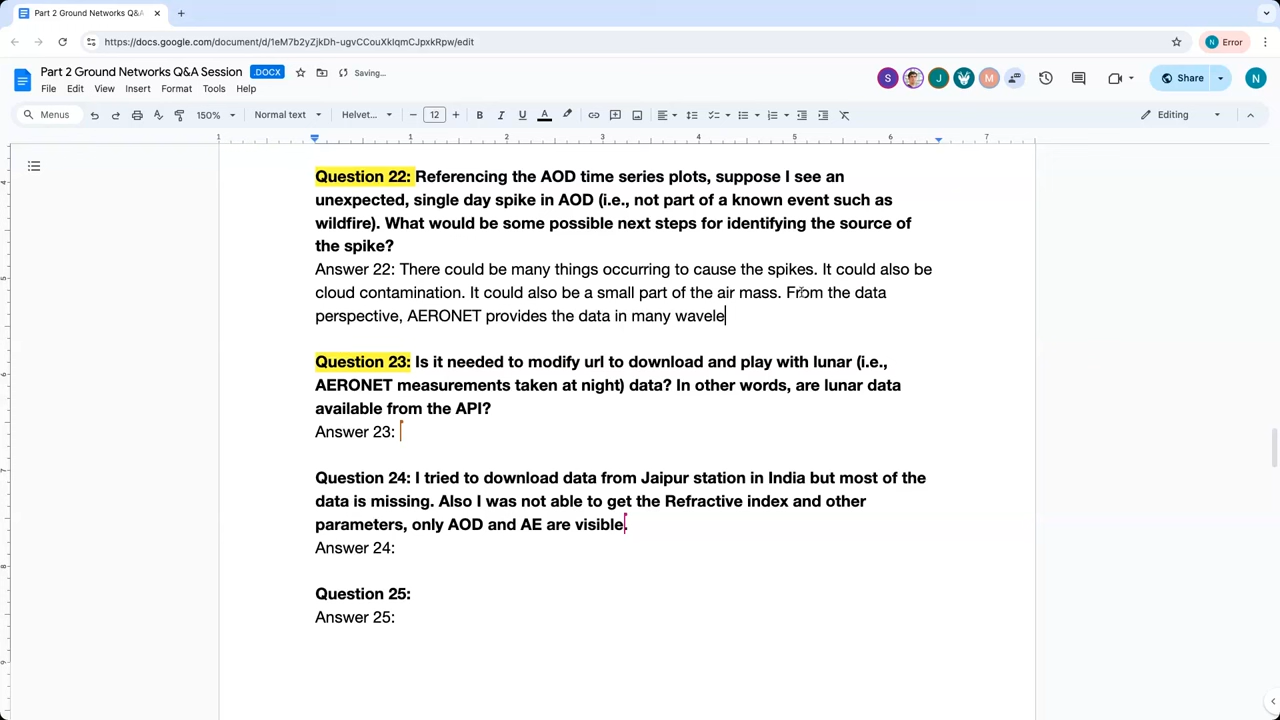 Part 2 Ground Networks Q&A
https://docs.google.com/document/d/1eM7b2yZjkDh-ugvCCouXkIqmCJpxkRpw/edit
N Error
Part 2 Ground Networks Q&A Session .DOCX Saving...
File Edit View Insert Format Tools Help
S J M Share N
Menus 150% Normal text Helvet... 12 B I U A Editing
1 1 2 3 4 5 6 7
Question 22: Referencing the AOD time series plots, suppose I see an
unexpected, single day spike in AOD (i.e., not part of a known event such as
wildfire). What would be some possible next steps for identifying the source of
the spike?
Answer 22: There could be many things occurring to cause the spikes. It could also be
cloud contamination. It could also be a small part of the air mass. From the data
perspective, AERONET provides the data in many wavele
Question 23: Is it needed to modify url to download and play with lunar (i.e.,
AERONET measurements taken at night) data? In other words, are lunar data
available from the API?
Answer 23:
Question 24: I tried to download data from Jaipur station in India but most of the
data is missing. Also I was not able to get the Refractive index and other
parameters, only AOD and AE are visible.
Answer 24:
Question 25:
Answer 25: